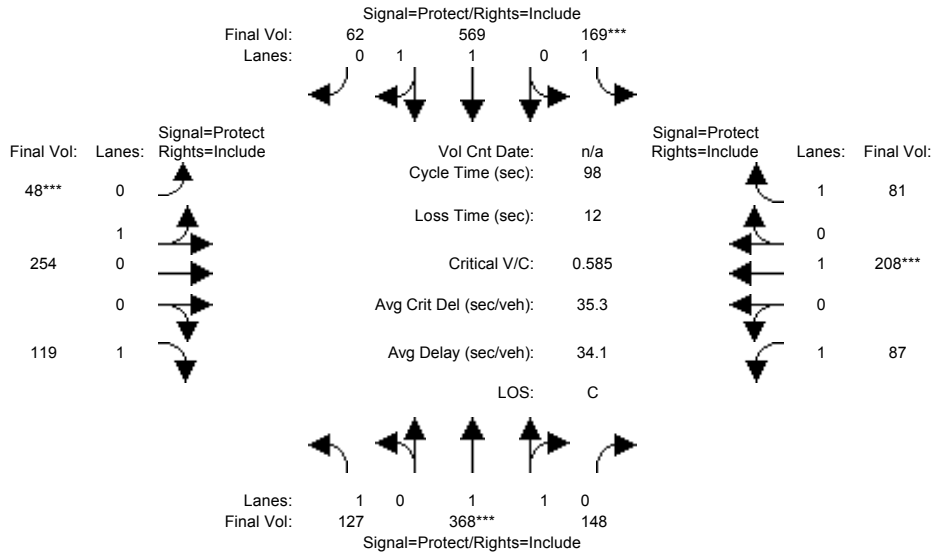 Signal=Protect/Rights=Include
Final Vol: 62 569 169***
Lanes: 0 1 1 0 1
Signal=Protect Signal=Protect
Final Vol: Lanes: Rights=Include Vol Cnt Date: n/a Rights=Include Lanes: Final Vol:
Cycle Time (sec): 98
48*** 0 1 81
Loss Time (sec): 12
1 0
254 0 Critical V/C: 0.585 1 208***
0 Avg Crit Del (sec/veh): 35.3 0
119 1 Avg Delay (sec/veh): 34.1 1 87
LOS: C
Lanes: 1 0 1 1 0
Final Vol: 127 368*** 148
Signal=Protect/Rights=Include